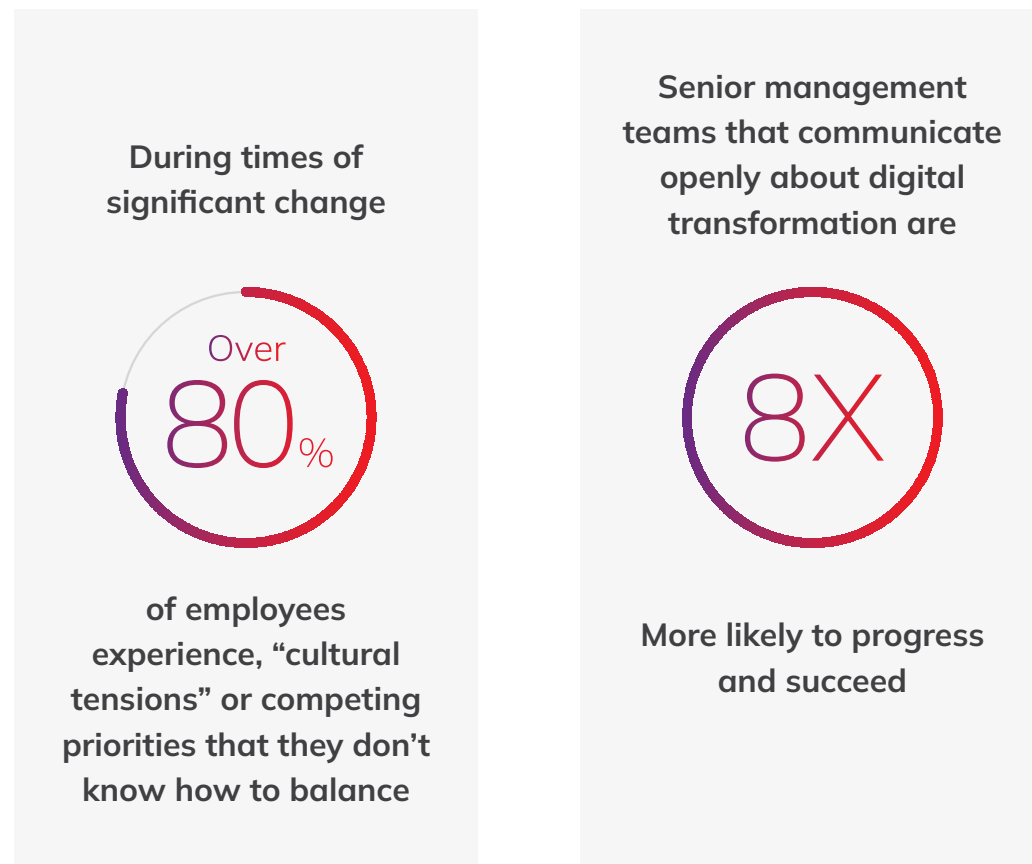 During times of
significant change
Over
80%
of employees
experience, “cultural
tensions” or competing
priorities that they don’t
know how to balance
Senior management
teams that communicate
openly about digital
transformation are
8X
More likely to progress
and succeed